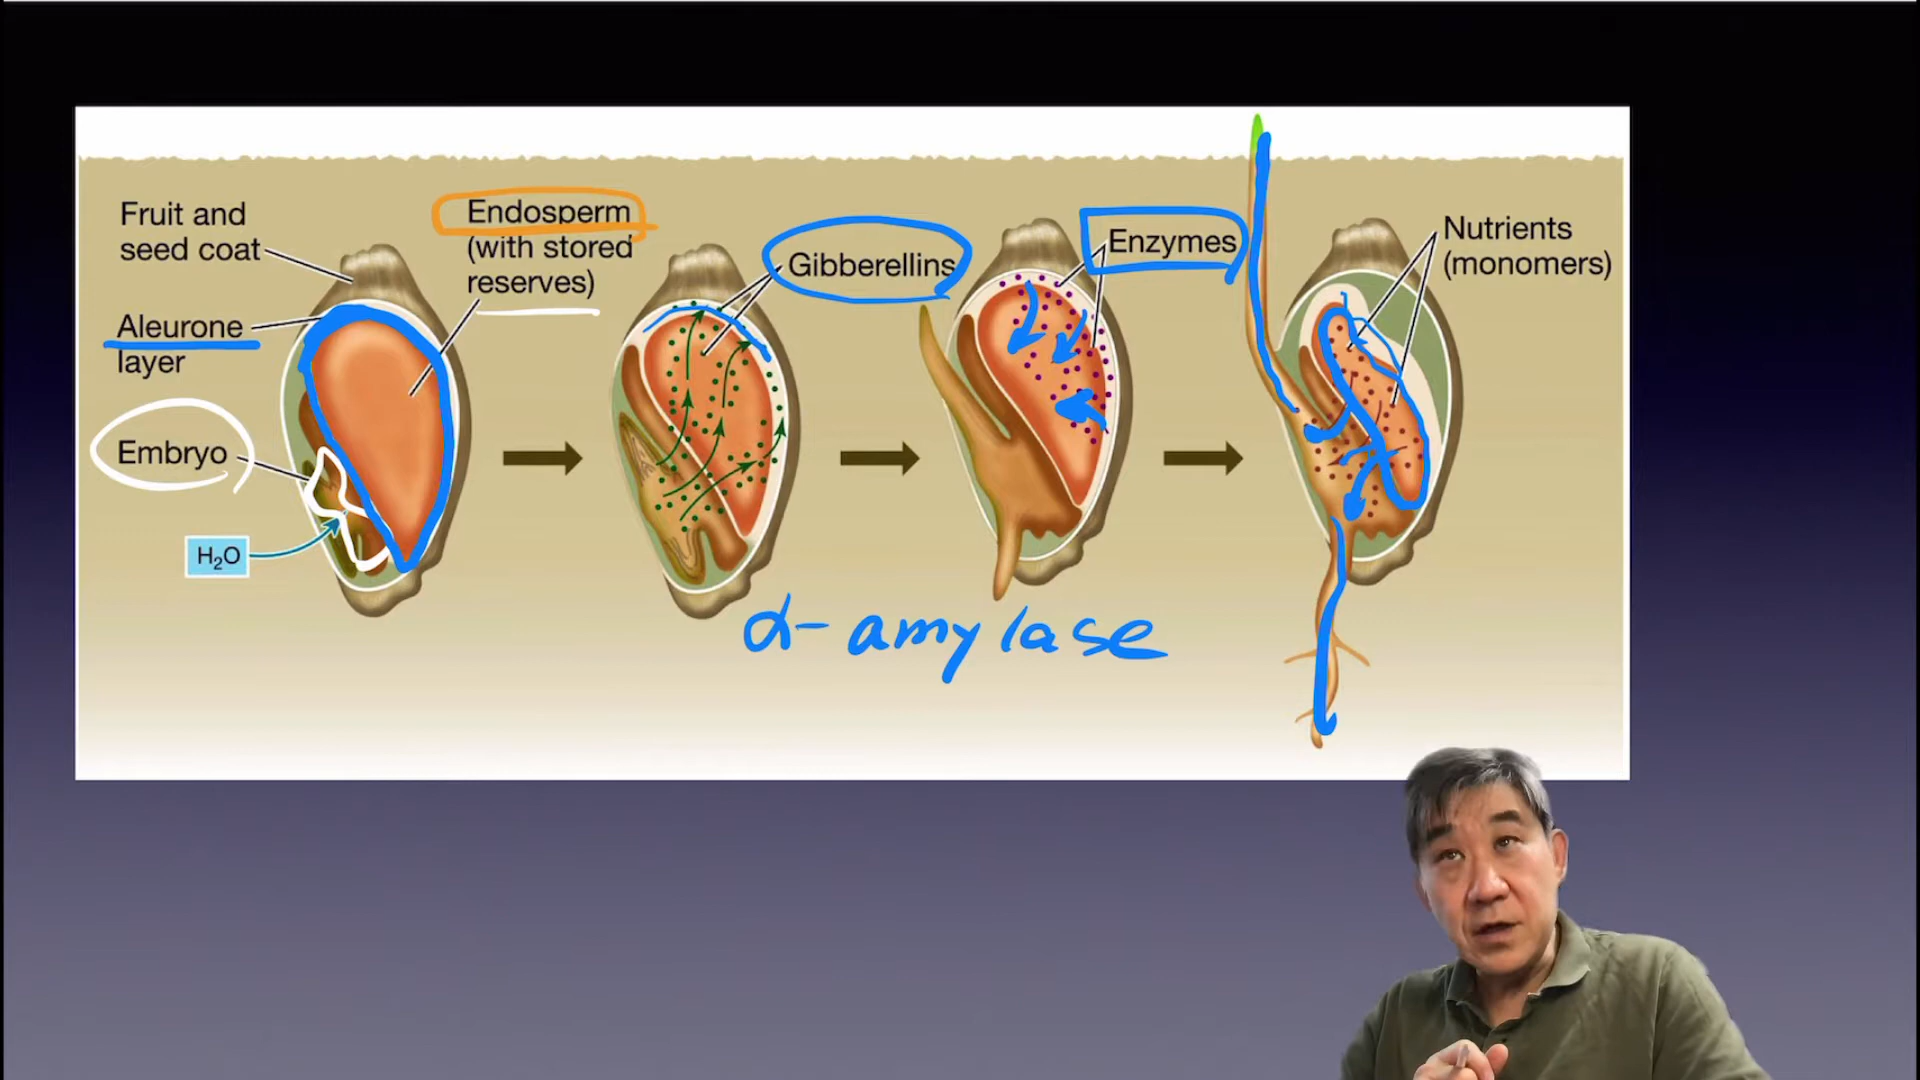 Fruit and
seed coat
Endosperm
(with stored
reserves)
Aleurone
layer
Embryo
H₂O
Gibberellins
Enzymes
Nutrients
(monomers)
α-amylase